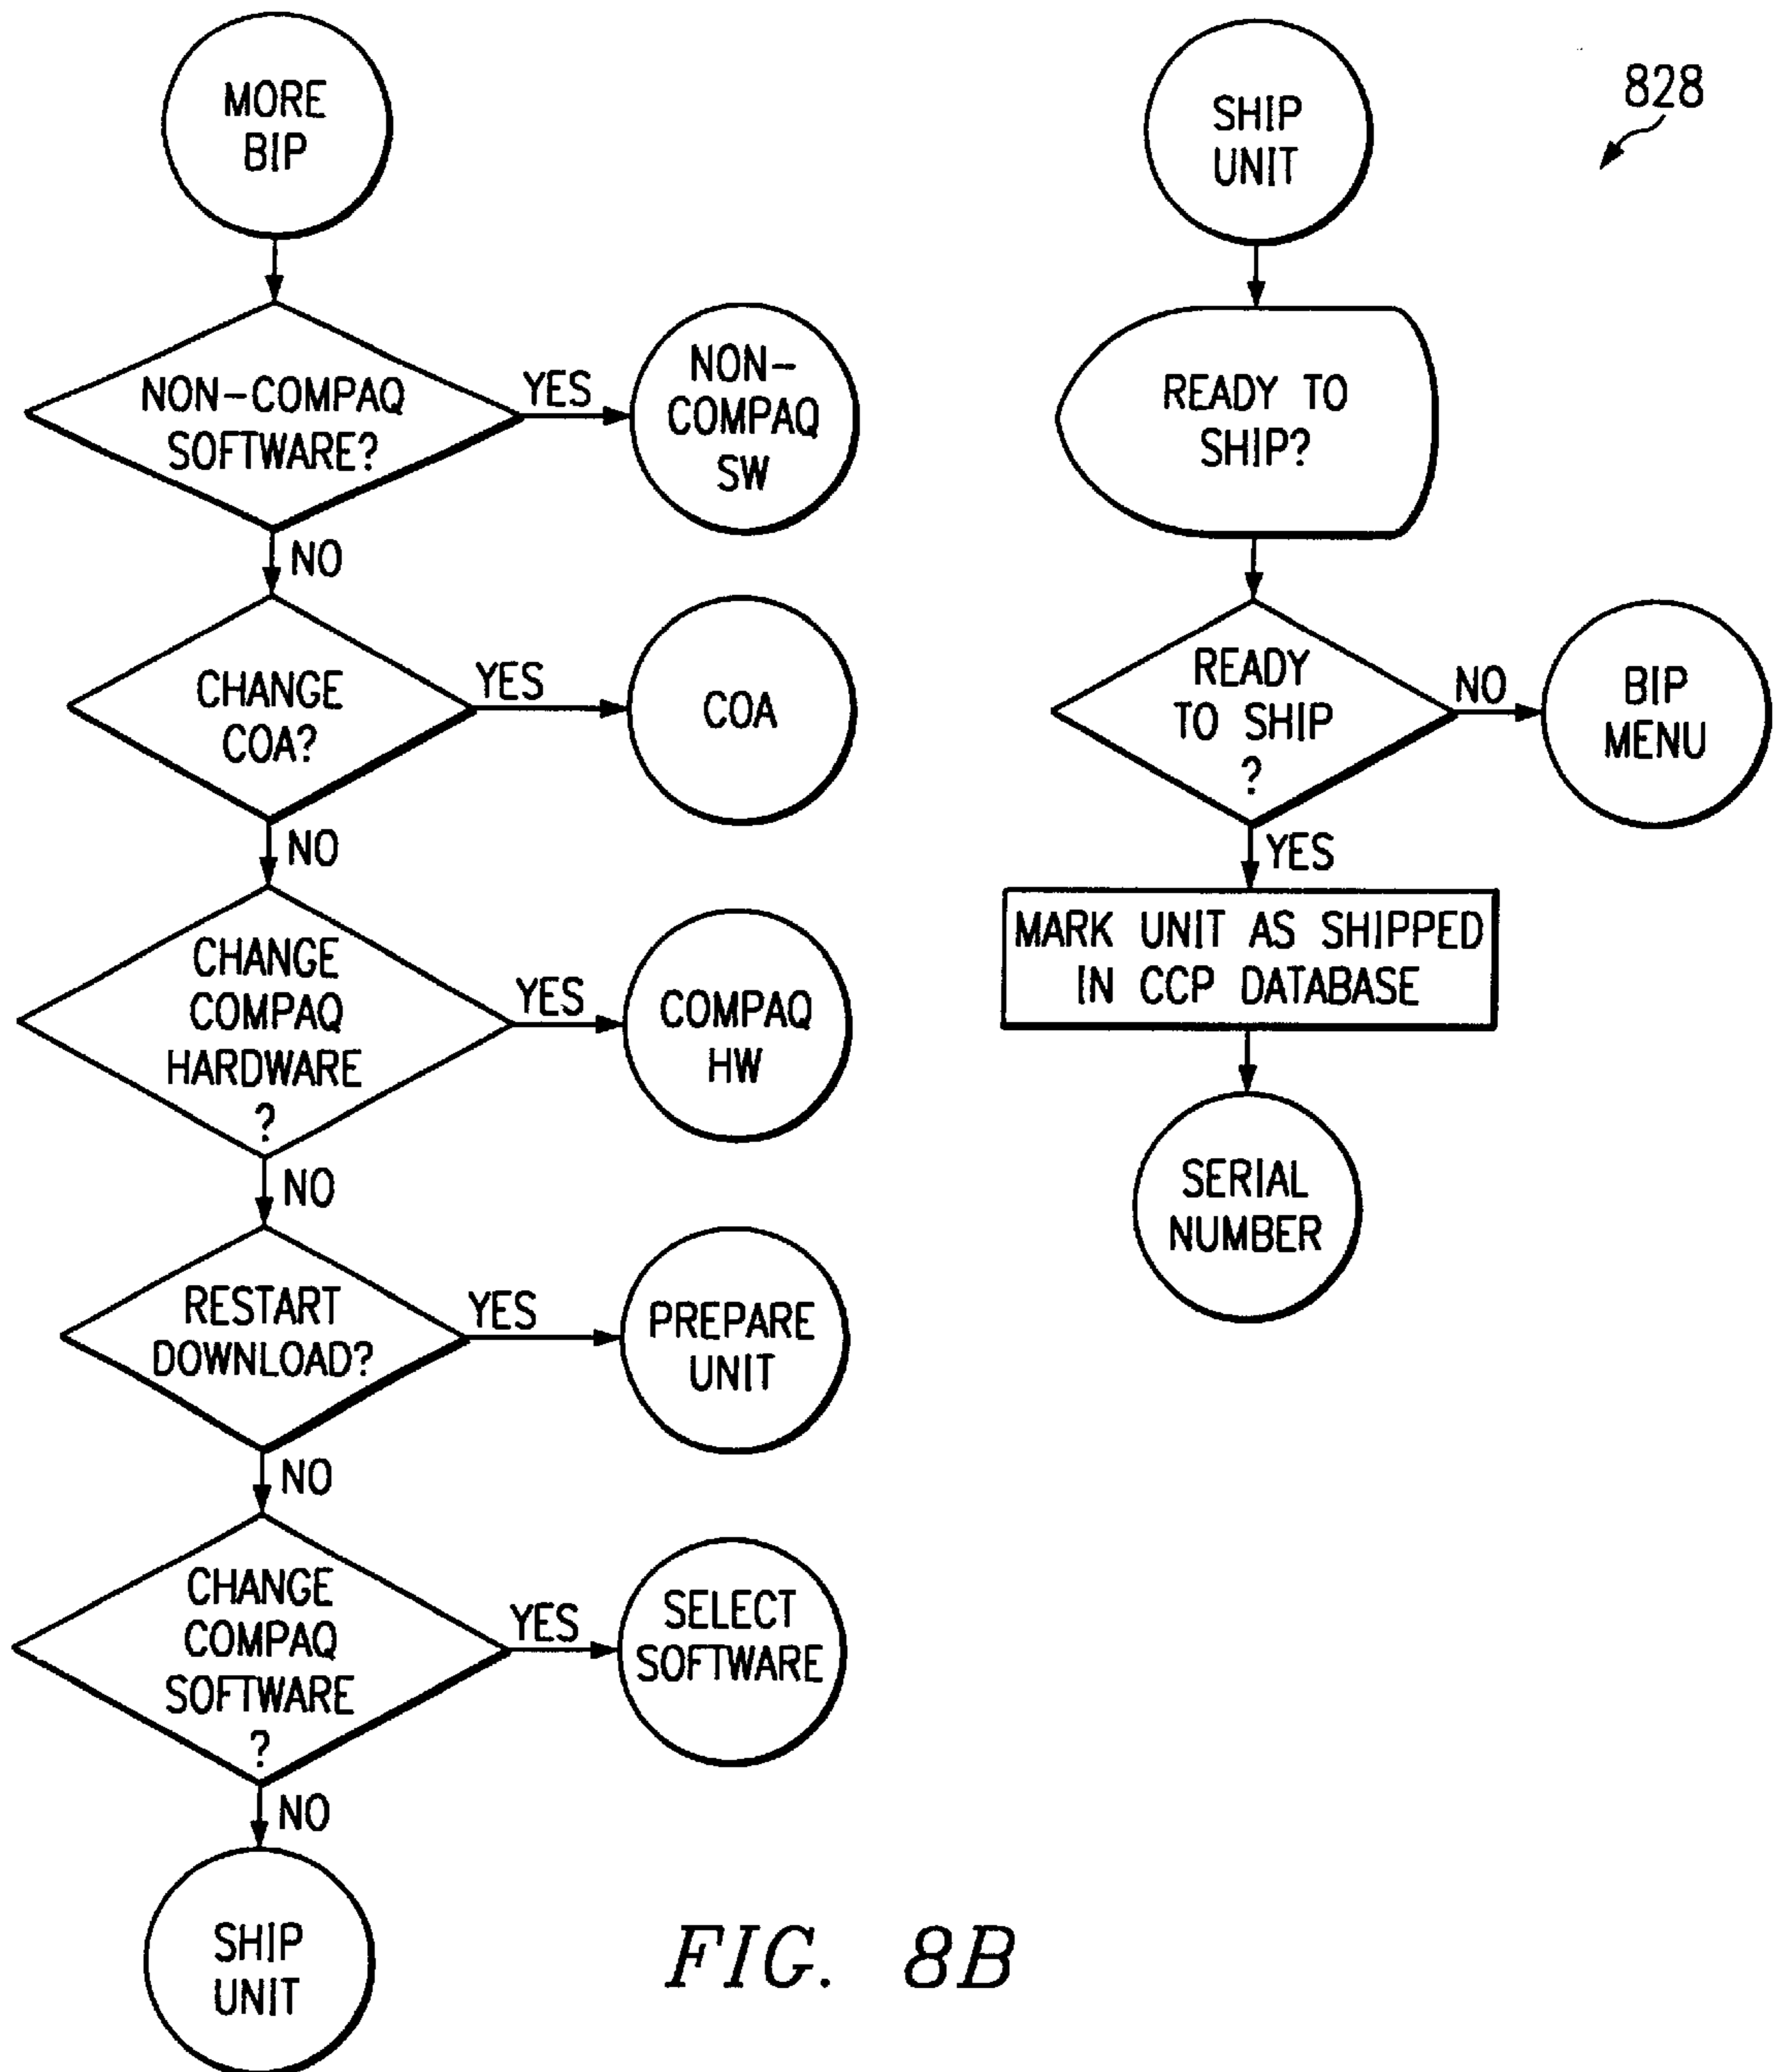 MORE
BIP
NON-COMPAQ
SOFTWARE?
YES
NON-
COMPAQ
SW
NO
CHANGE
COA?
YES
COA
NO
CHANGE
COMPAQ
HARDWARE
?
YES
COMPAQ
HW
NO
RESTART
DOWNLOAD?
YES
PREPARE
UNIT
NO
CHANGE
COMPAQ
SOFTWARE
?
YES
SELECT
SOFTWARE
NO
SHIP
UNIT
828
SHIP
UNIT
READY TO
SHIP?
READY
TO SHIP
?
NO
BIP
MENU
YES
MARK UNIT AS SHIPPED
IN CCP DATABASE
SERIAL
NUMBER
FIG. 8B